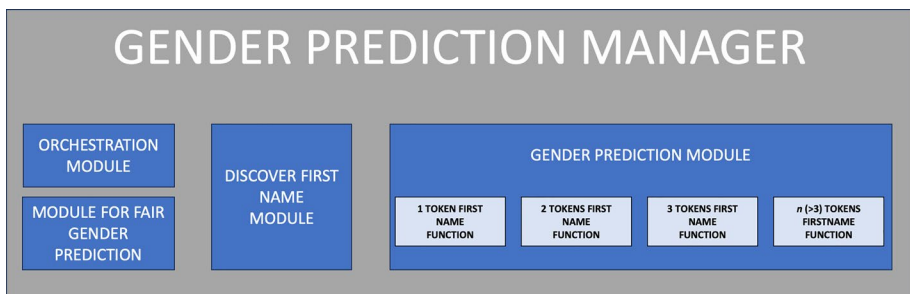 GENDER PREDICTION MANAGER
ORCHESTRATION
MODULE
MODULE FOR FAIR
GENDER
PREDICTION
DISCOVER FIRST
NAME
MODULE
GENDER PREDICTION MODULE
1 TOKEN FIRST
NAME
FUNCTION
2 TOKENS FIRST
NAME
FUNCTION
3 TOKENS FIRST
NAME
FUNCTION
n (>3) TOKENS
FIRSTNAME
FUNCTION